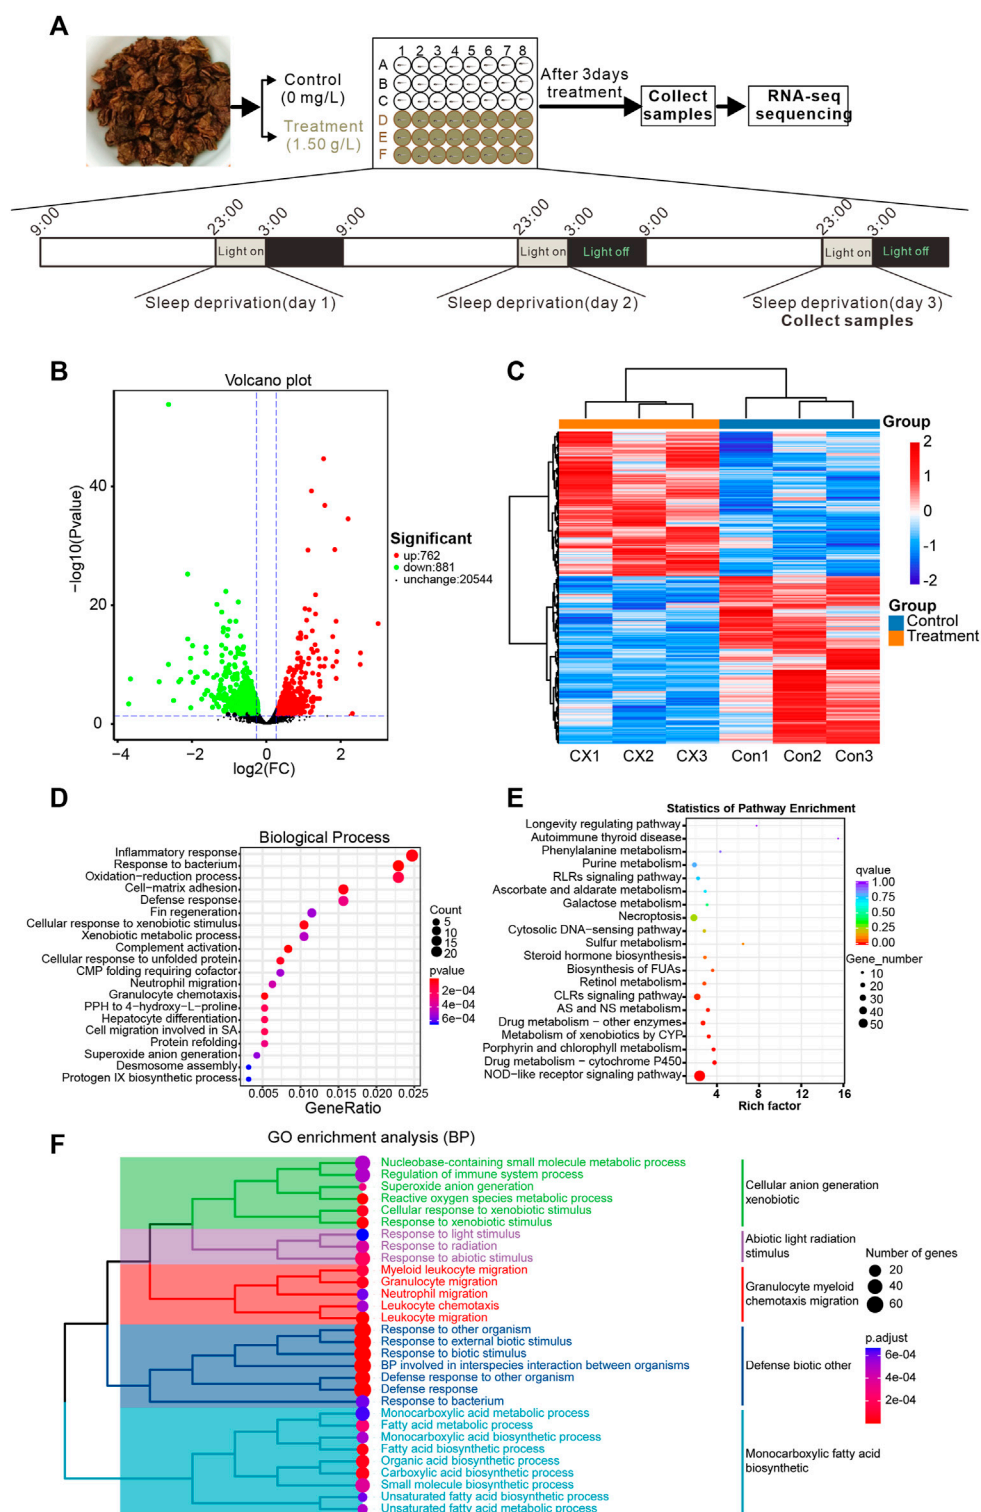 A
Control
(0 mg/L)
Treatment
(1.50 g/L)
1 2 3 4 5 6 7 8
A
B
C
D
E
F
After 3days
treatment
Collect
samples
RNA-seq
sequencing
9:00 23:00 3:00 9:00 23:00 3:00 9:00 23:00 3:00
Light on Light on Light off Light on Light off
Sleep deprivation(day 1) Sleep deprivation(day 2) Sleep deprivation(day 3)
Collect samples
B
Volcano plot
−log10(Pvalue)
40
20
0
−4 −2 0 2
log2(FC)
Significant
up:762
down:881
unchange:20544
C
Group
2
1
0
-1
-2
Group
Control
Treatment
CX1 CX2 CX3 Con1 Con2 Con3
D
Biological Process
Inflammatory response
Response to bacterium
Oxidation−reduction process
Cell−matrix adhesion
Defense response
Fin regeneration
Cellular response to xenobiotic stimulus
Xenobiotic metabolic process
Complement activation
Cellular response to unfolded protein
CMP folding requiring cofactor
Neutrophil migration
Granulocyte chemotaxis
PPH to 4−hydroxy−L−proline
Hepatocyte differentiation
Cell migration involved in SA
Protein refolding
Superoxide anion generation
Desmosome assembly
Protogen IX biosynthetic process
0.005 0.010 0.015 0.020 0.025
GeneRatio
Count
5
10
15
20
pvalue
2e−04
4e−04
6e−04
E
Statistics of Pathway Enrichment
Longevity regulating pathway
Autoimmune thyroid disease
Phenylalanine metabolism
Purine metabolism
RLRs signaling pathway
Ascorbate and aldarate metabolism
Galactose metabolism
Necroptosis
Cytosolic DNA−sensing pathway
Sulfur metabolism
Steroid hormone biosynthesis
Biosynthesis of FUAs
Retinol metabolism
CLRs signaling pathway
AS and NS metabolism
Drug metabolism − other enzymes
Metabolism of xenobiotics by CYP
Porphyrin and chlorophyll metabolism
Drug metabolism − cytochrome P450
NOD−like receptor signaling pathway
4 8 12 16
Rich factor
qvalue
1.00
0.75
0.50
0.25
0.00
Gene_number
10
20
30
40
50
F
GO enrichment analysis (BP)
Nucleobase-containing small molecule metabolic process
Regulation of immune system process
Superoxide anion generation
Reactive oxygen species metabolic process
Cellular response to xenobiotic stimulus
Response to xenobiotic stimulus
Response to light stimulus
Response to radiation
Response to abiotic stimulus
Myeloid leukocyte migration
Granulocyte migration
Neutrophil migration
Leukocyte chemotaxis
Leukocyte migration
Response to other organism
Response to external biotic stimulus
Response to biotic stimulus
BP involved in interspecies interaction between organisms
Defense response to other organism
Defense response
Response to bacterium
Monocarboxylic acid metabolic process
Fatty acid metabolic process
Monocarboxylic acid biosynthetic process
Fatty acid biosynthetic process
Organic acid biosynthetic process
Carboxylic acid biosynthetic process
Small molecule biosynthetic process
Unsaturated fatty acid biosynthetic process
Unsaturated fatty acid metabolic process
Cellular anion generation
xenobiotic
Abiotic light radiation
stimulus
Granulocyte myeloid
chemotaxis migration
Defense biotic other
Monocarboxylic fatty acid
biosynthetic
Number of genes
20
40
60
p.adjust
6e−04
4e−04
2e−04